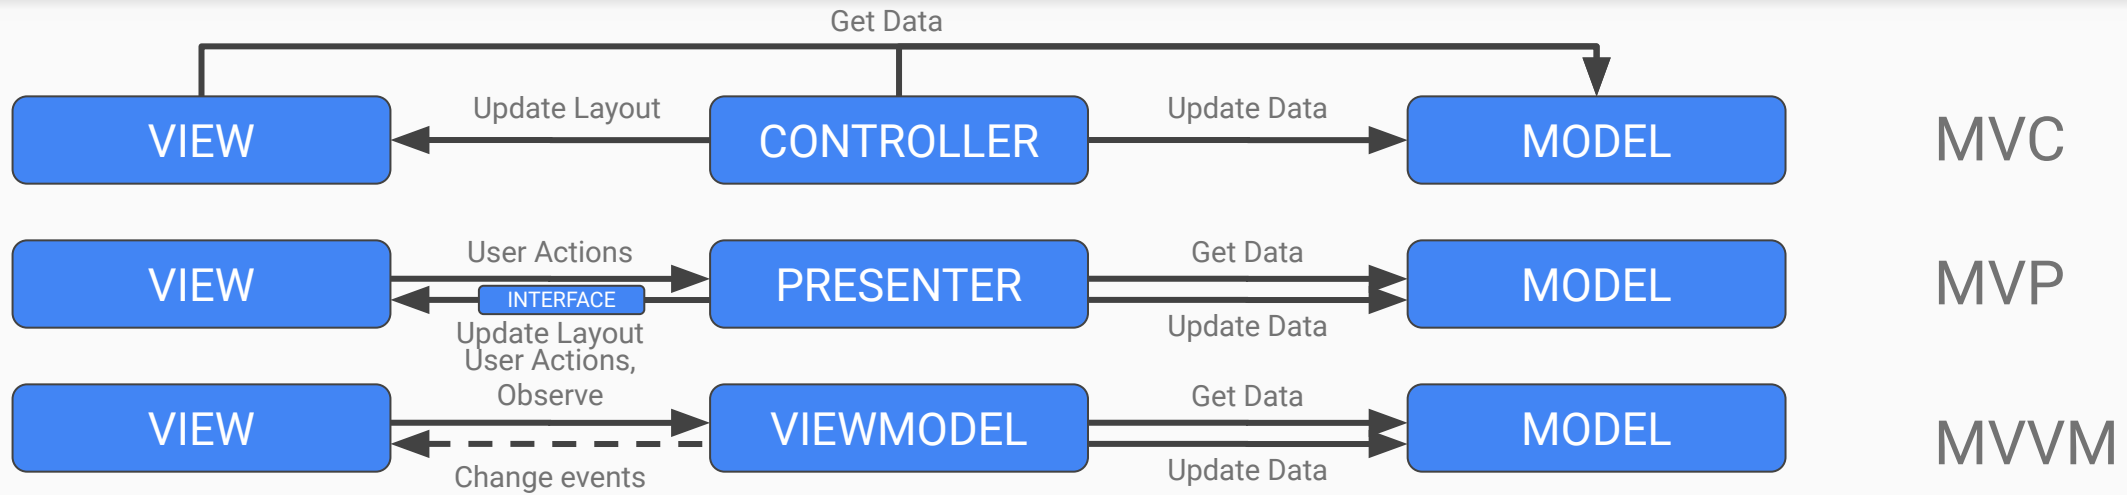 Get Data
VIEW
Update Layout
CONTROLLER
Update Data
MODEL
MVC
VIEW
User Actions
INTERFACE
Update Layout
PRESENTER
Get Data
Update Data
MODEL
MVP
VIEW
User Actions,
Observe
Change events
VIEWMODEL
Get Data
Update Data
MODEL
MVVM